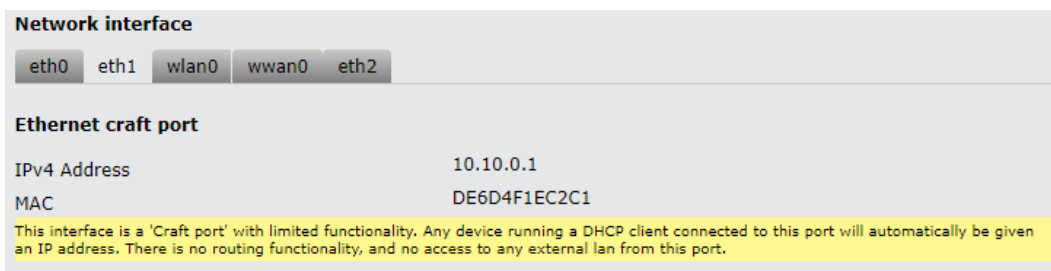 Network interface
eth0 eth1 wlan0 wwan0 eth2
Ethernet craft port
IPv4 Address 10.10.0.1
MAC DE6D4F1EC2C1
This interface is a 'Craft port' with limited functionality. Any device running a DHCP client connected to this port will automatically be given
an IP address. There is no routing functionality, and no access to any external lan from this port.